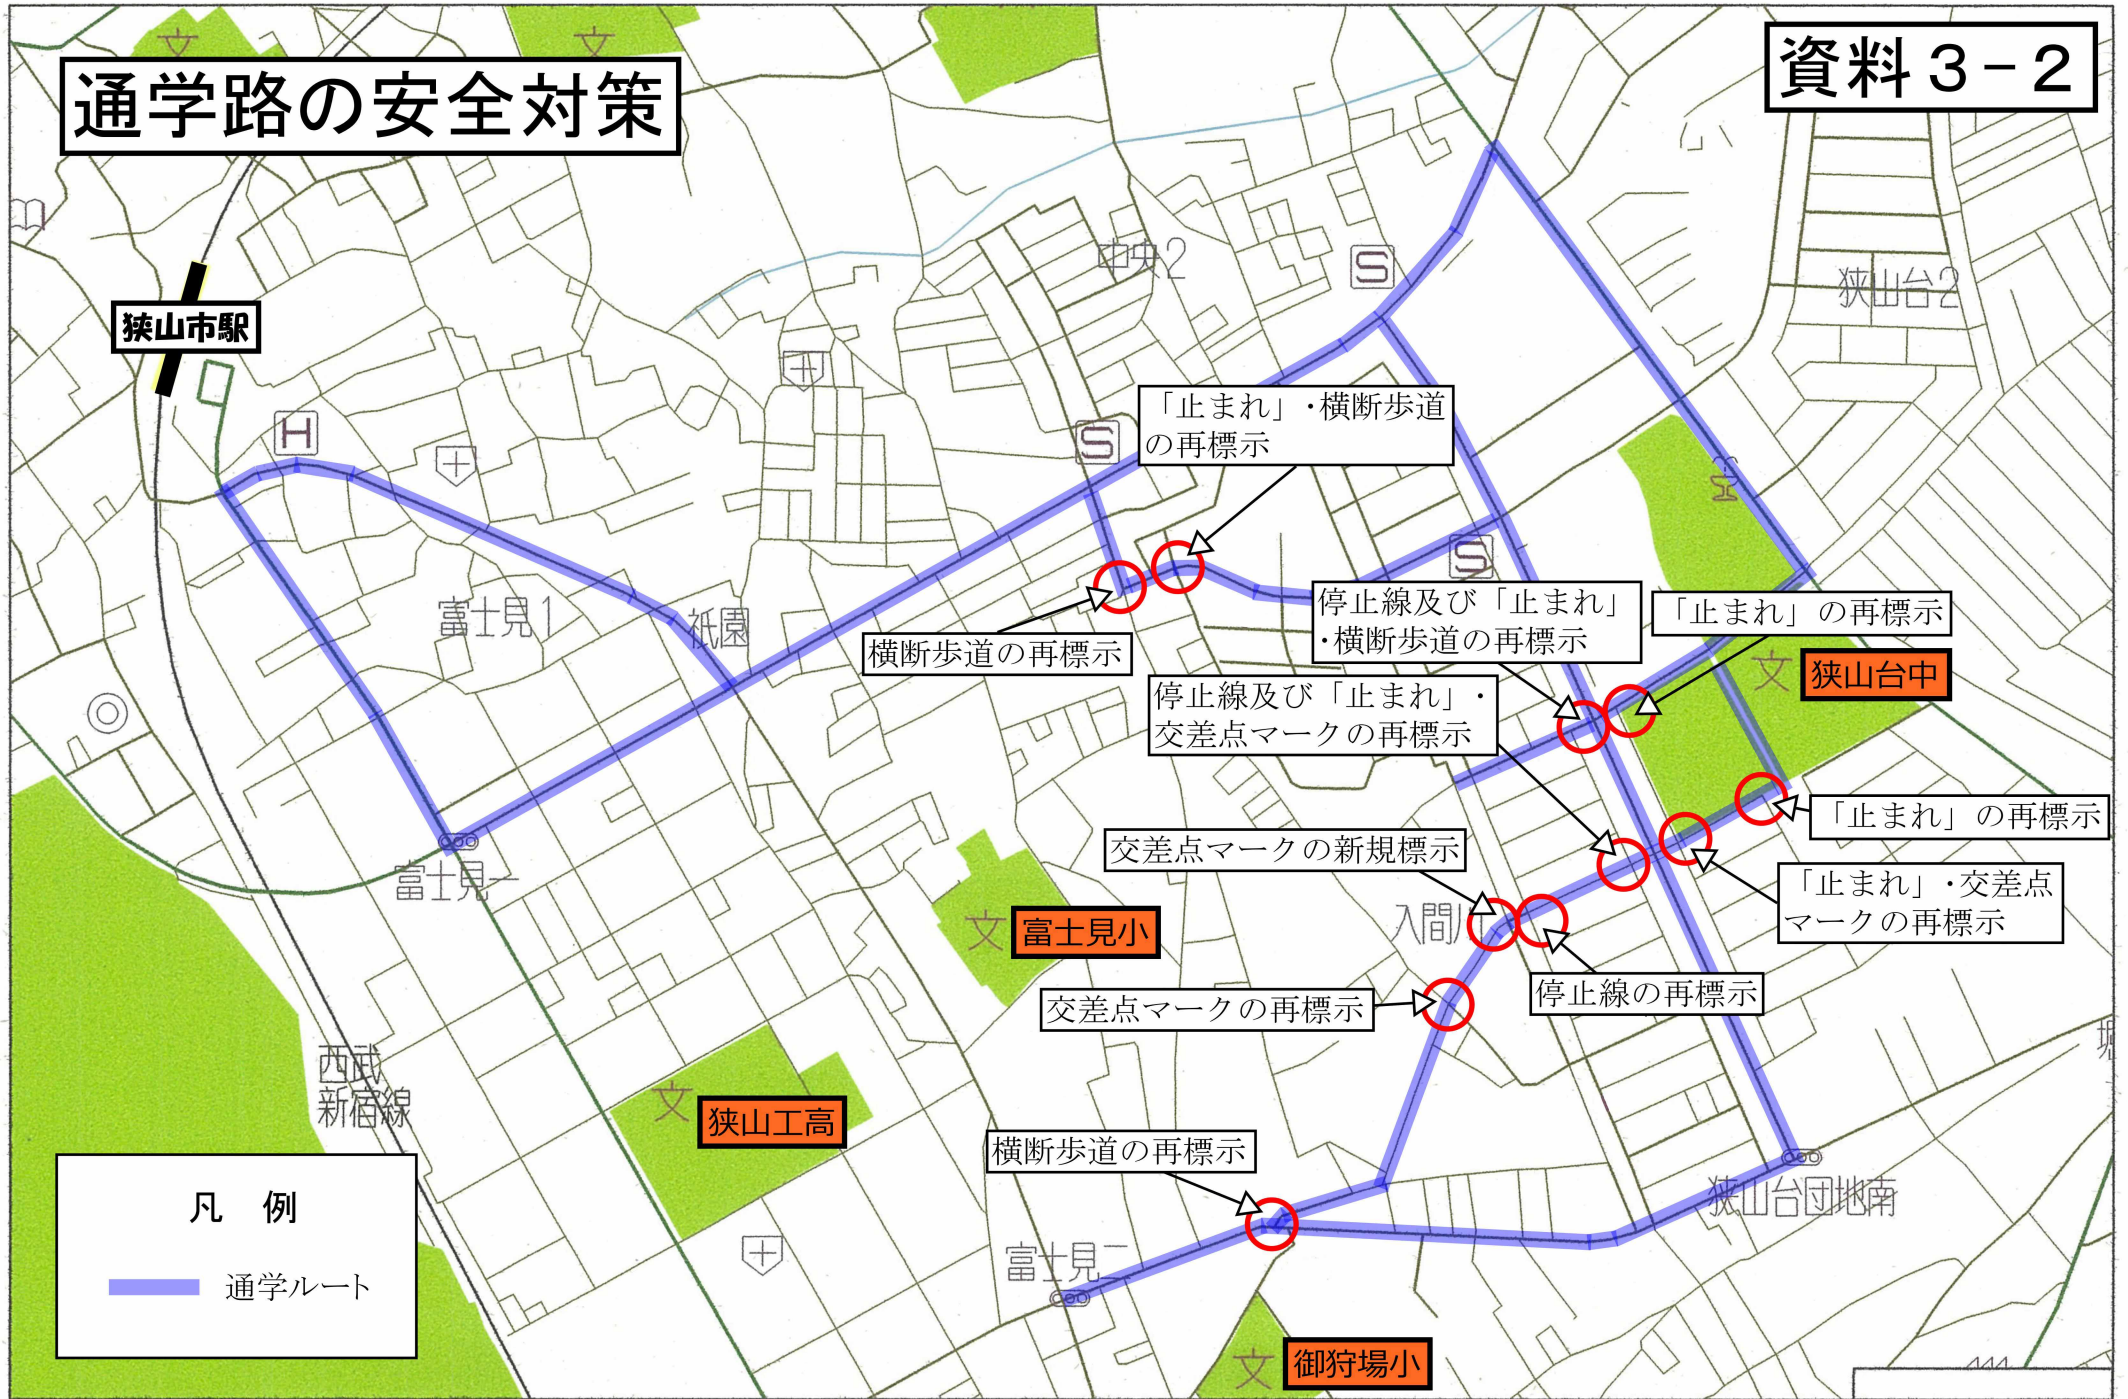 通学路の安全対策
資料3-2
文
文
中央2
S
狭山台2
狭山市駅
H
S
「止まれ」・横断歩道
の再標示
S
富士見1
祇園
横断歩道の再標示
停止線及び「止まれ」
・横断歩道の再標示
「止まれ」の再標示
文
狭山台中
停止線及び「止まれ」・
交差点マークの再標示
「止まれ」の再標示
交差点マークの新規標示
「止まれ」・交差点
マークの再標示
富士見一
文
富士見小
入間川
停止線の再標示
交差点マークの再標示
西武
新宿線
文
狭山工高
横断歩道の再標示
狭山台団地南
富士見二
凡 例
通学ルート
文
御狩場小